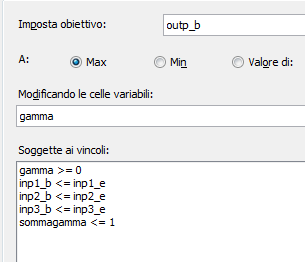 Imposta obiettivo:
outp_b
A:
Max
Min
Valore di:
Modificando le celle variabili:
gamma
Soggette ai vincoli:
gamma >= 0
inp1_b <= inp1_e
inp2_b <= inp2_e
inp3_b <= inp3_e
sommagamma <= 1